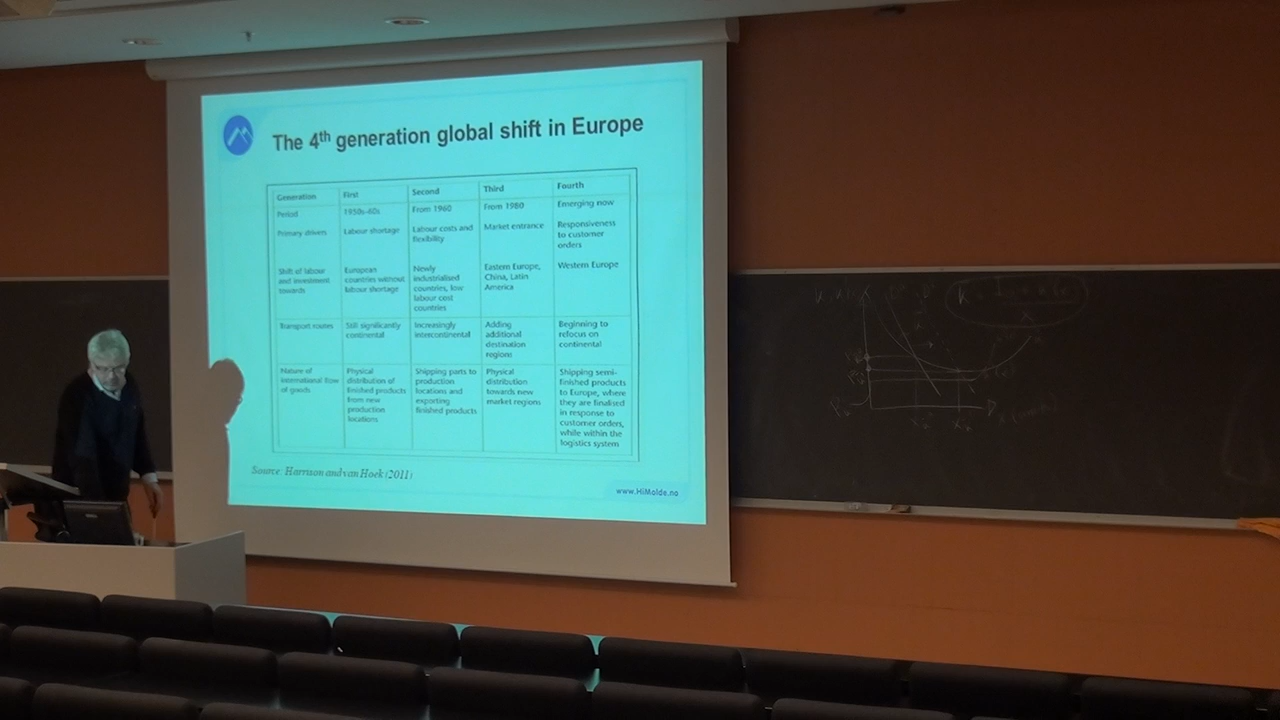 The 4th generation global shift in Europe
Generation First Second Third Fourth
Period 1950s-60s From 1960 From 1980 Emerging now
Primary drivers Labour shortage Labour costs and flexibility Market entrance Responsiveness to customer orders
Shift of labour and investment towards European countries without labour shortage Newly industrialised countries, low labour cost countries Eastern Europe, China, Latin America Western Europe
Transport routes Still significantly continental Increasingly intercontinental Adding additional destination regions Beginning to refocus on continental
Nature of international flow of goods Physical distribution of finished products from new production locations Shipping parts to production locations and exporting finished products Physical distribution towards new market regions Shipping semi-finished products to Europe, where they are finalised in response to customer orders, while within the logistics system
Source: Harrison and van Hoek (2011)
www.HiMolde.no